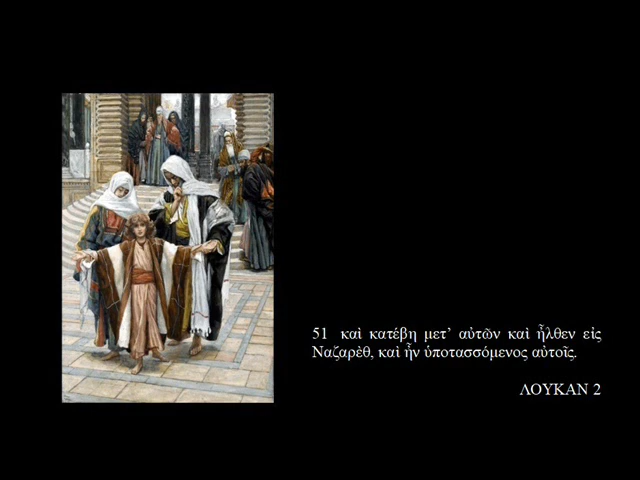 51 καὶ κατέβη μετ’ αὐτῶν καὶ ἦλθεν εἰς
Ναζαρὲθ, καὶ ἦν ὑποτασσόμενος αὐτοῖς.
ΛΟΥΚΑΝ 2